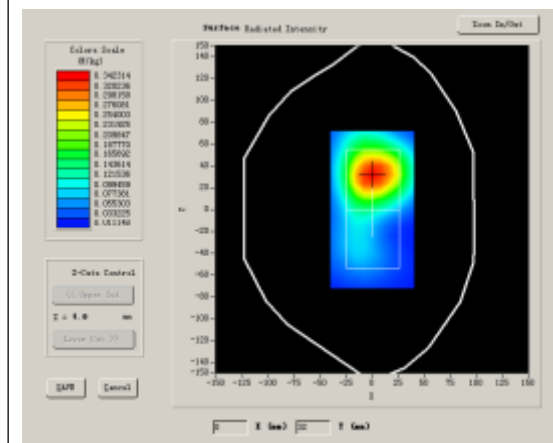 Surface Radiated Intensity
Zoom In/Out
Colors Scale
(W/kg)
0.342314
0.320236
0.298158
0.276081
0.254003
0.231925
0.209847
0.187770
0.165692
0.143614
0.121536
0.099459
0.077381
0.055303
0.033225
0.011148
150
120
100
80
60
40
20
0
-20
-40
-60
-80
-100
-120
-150
-150 -125 -100 -75 -50 -25 0 25 50 75 100 125 150
X
Z-Cuts Control
<< Upper Cut
Z = 4.0 mm
Lower Cut >>
SAVE
Cancel
0 X (mm) 32 Y (mm)